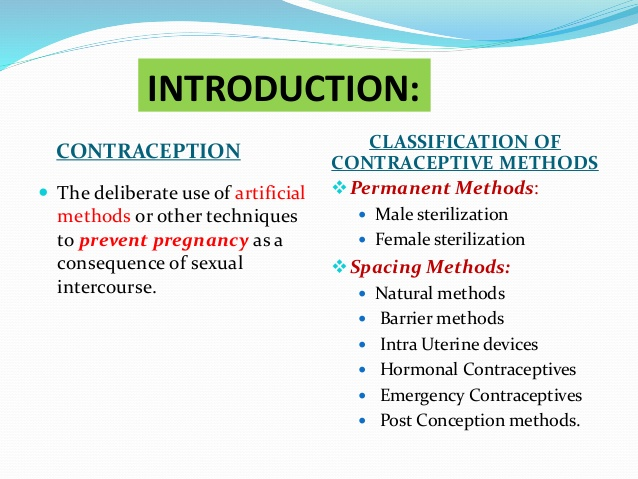 INTRODUCTION:
CONTRACEPTION
The deliberate use of artificial
methods or other techniques
to prevent pregnancy as a
consequence of sexual
intercourse.
CLASSIFICATION OF
CONTRACEPTIVE METHODS
Permanent Methods:
Male sterilization
Female sterilization
Spacing Methods:
Natural methods
Barrier methods
Intra Uterine devices
Hormonal Contraceptives
Emergency Contraceptives
Post Conception methods.